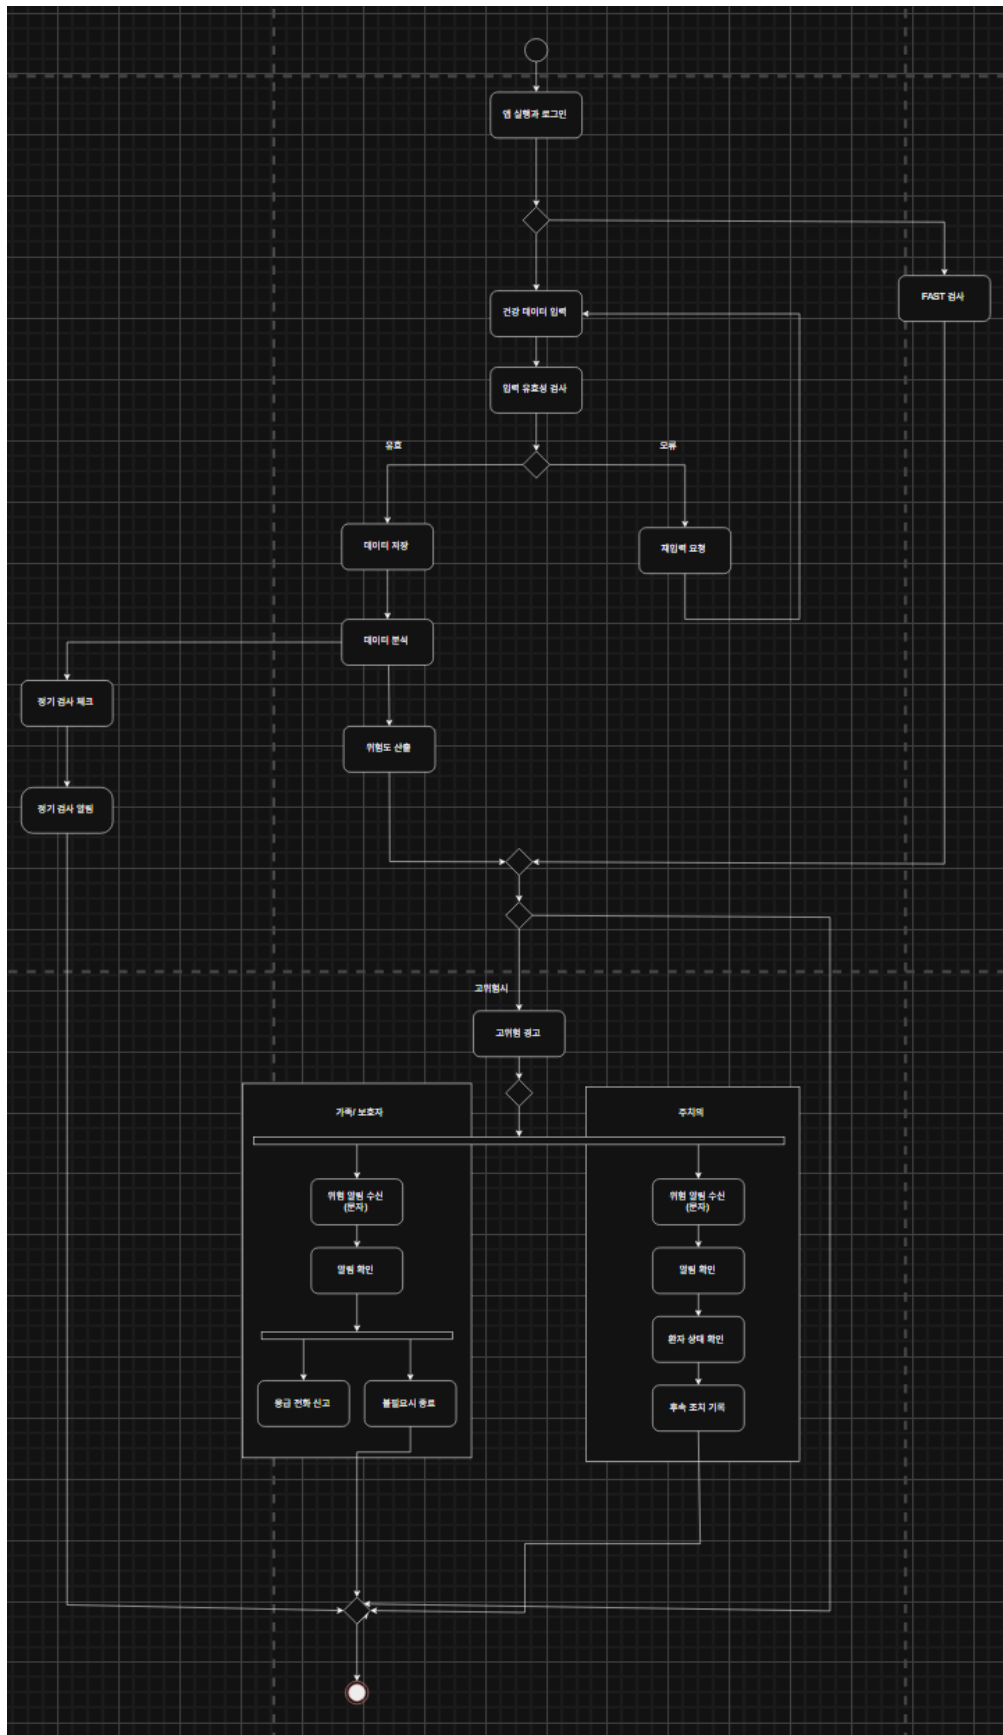 앱 실행과 로그인
FAST 검사
건강 데이터 입력
입력 유효성 검사
유효
오류
데이터 저장
재입력 요청
데이터 분석
정기 검사 체크
위험도 산출
정기 검사 알림
고위험시
고위험 경고
가족/ 보호자
주치의
위험 알림 수신
(문자)
위험 알림 수신
(문자)
알림 확인
알림 확인
환자 상태 확인
응급 전화 신고
불필요시 종료
후속 조치 기록